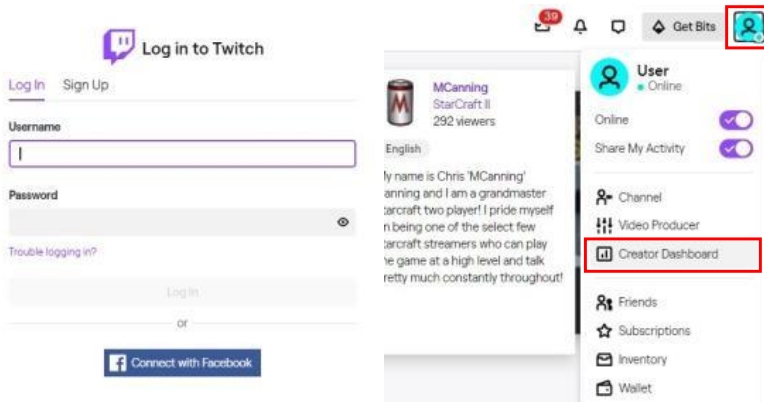 Log in to Twitch
Log In Sign Up
Username
Password
Trouble logging in?
Log In
or
Connect with Facebook
39
Get Bits
MCanning
StarCraft II
292 viewers
English
y name is Chris 'MCanning'
anning and I am a grandmaster
tarcraft two player! I pride myself
n being one of the select few
tarcraft streamers who can play
he game at a high level and talk
retty much constantly throughout!
User
Online
Online
Share My Activity
Channel
Video Producer
Creator Dashboard
Friends
Subscriptions
Inventory
Wallet